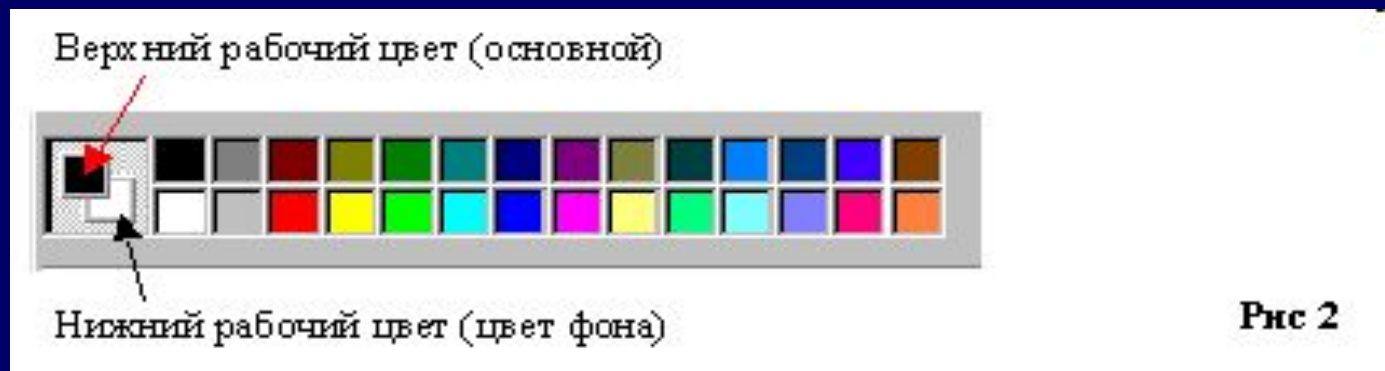 Верхний рабочий цвет (основной)
Нижний рабочий цвет (цвет фона)
Рис 2